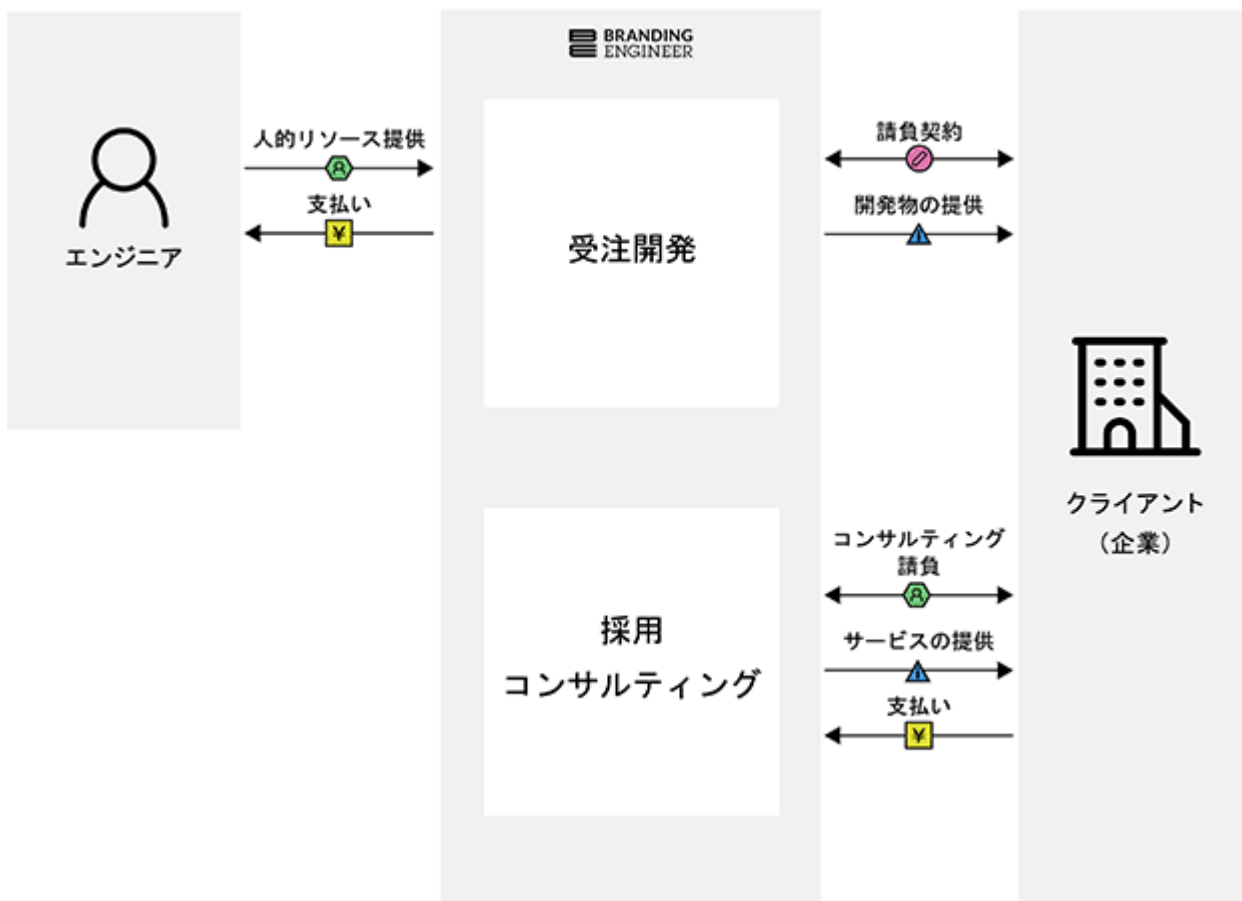 BRANDING
ENGINEER
人的リソース提供
支払い
¥
エンジニア
受注開発
請負契約
開発物の提供
クライアント
（企業）
採用
コンサルティング
コンサルティング
請負
サービスの提供
支払い
¥